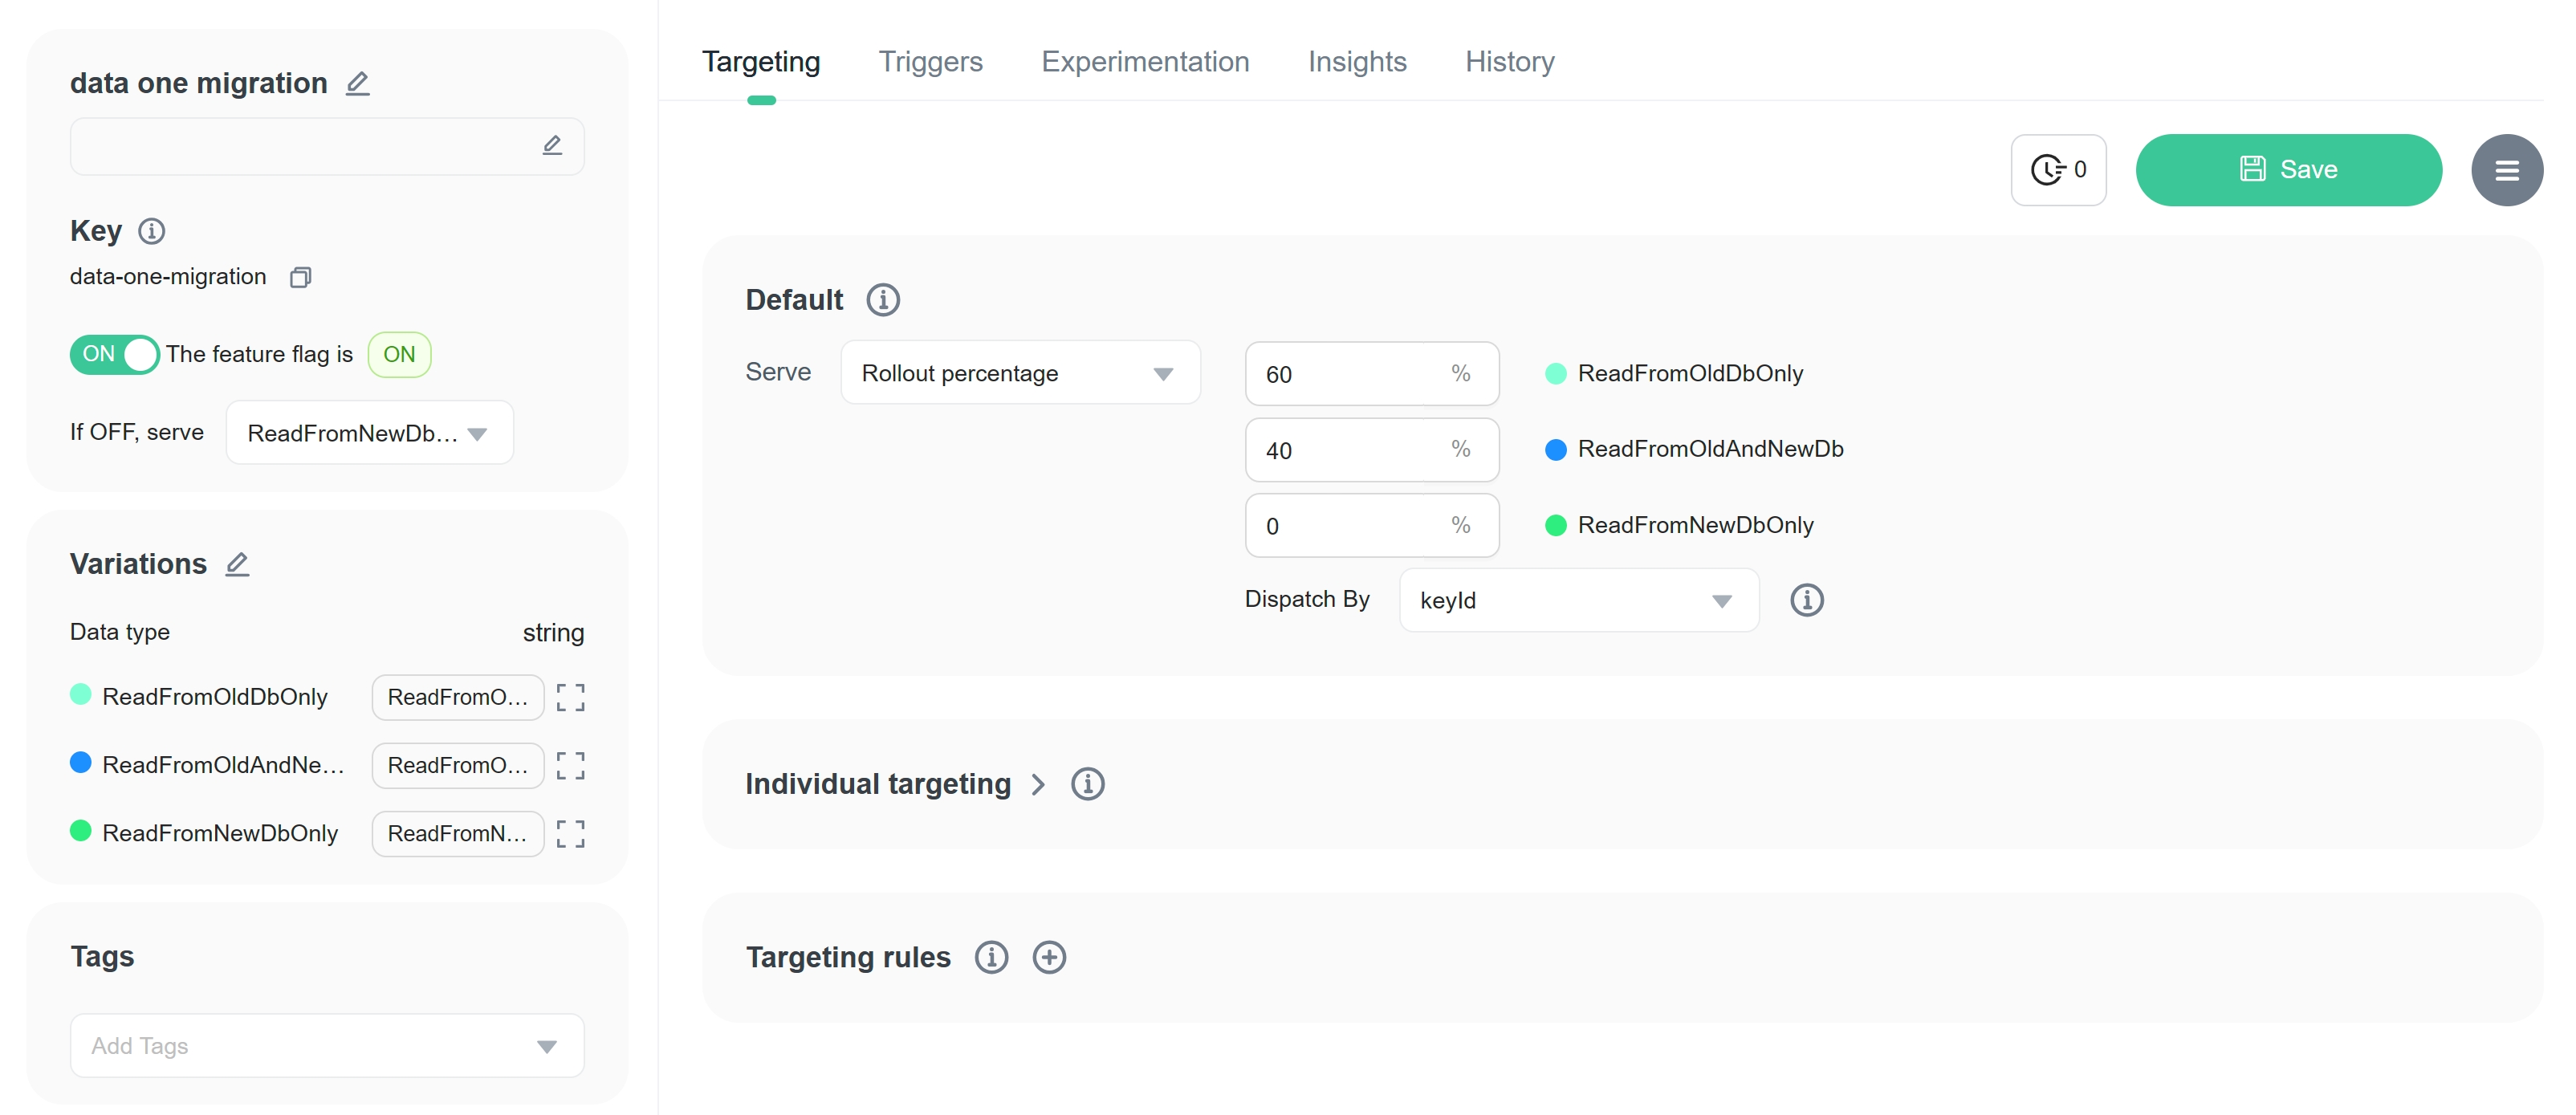 data one migration
Key
data-one-migration
ON The feature flag is ON
If OFF, serve ReadFromNewDb...
Variations
Data type string
ReadFromOldDbOnly ReadFromO...
ReadFromOldAndNe... ReadFromO...
ReadFromNewDbOnly ReadFromN...
Tags
Add Tags
Targeting Triggers Experimentation Insights History
0 Save
Default
Serve Rollout percentage 60 % ReadFromOldDbOnly
40 % ReadFromOldAndNewDb
0 % ReadFromNewDbOnly
Dispatch By keyId
Individual targeting
Targeting rules